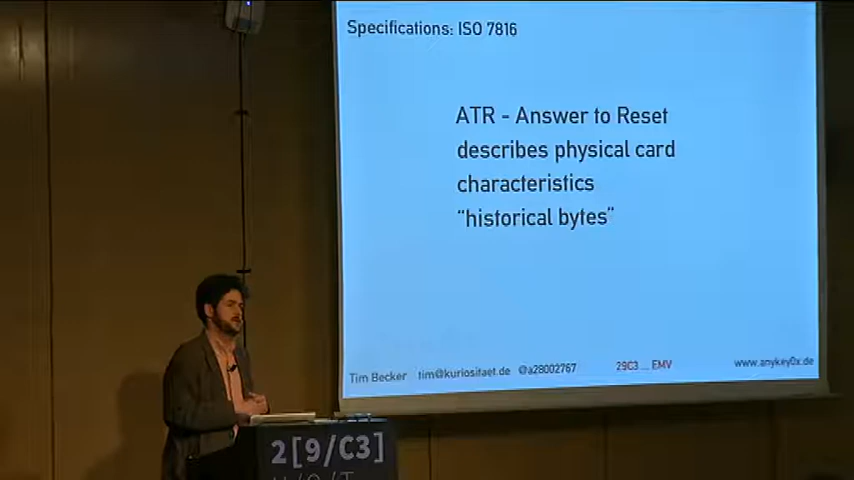 Specifications: ISO 7816
ATR - Answer to Reset
describes physical card
characteristics
"historical bytes"
Tim Becker tim@kuriositaet.de @a28002767 29C3 ... EMV www.anykey0x.de
2[9/C3]